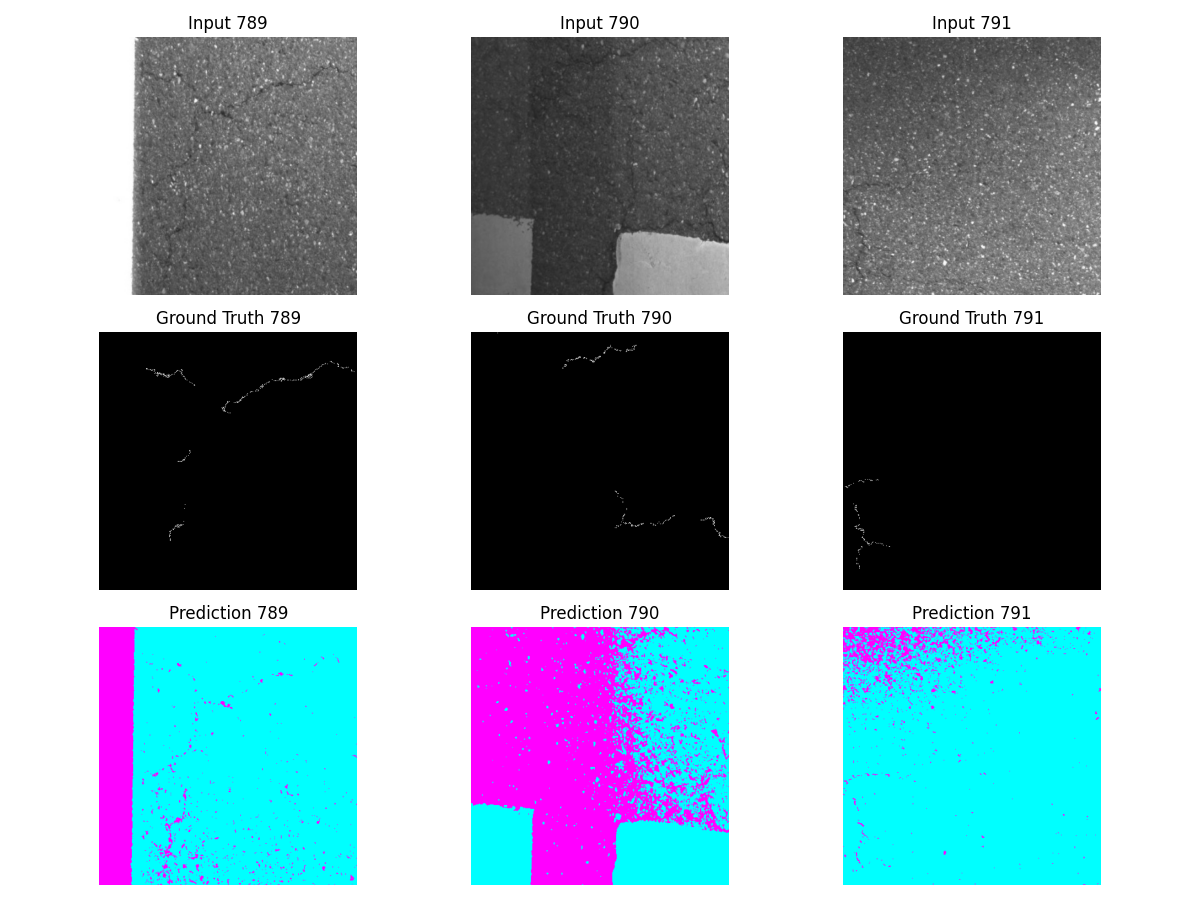 Input 789
Input 790
Input 791
Ground Truth 789
Ground Truth 790
Ground Truth 791
Prediction 789
Prediction 790
Prediction 791